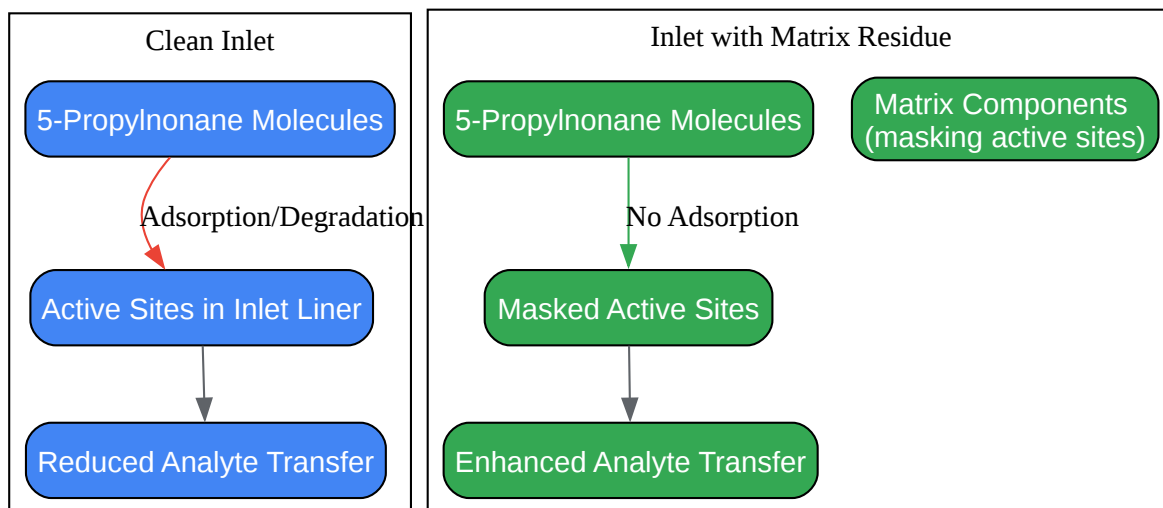 Clean Inlet
5-Propylnonane Molecules
Adsorption/Degradation
Active Sites in Inlet Liner
Reduced Analyte Transfer
Inlet with Matrix Residue
5-Propylnonane Molecules
Matrix Components
(masking active sites)
No Adsorption
Masked Active Sites
Enhanced Analyte Transfer